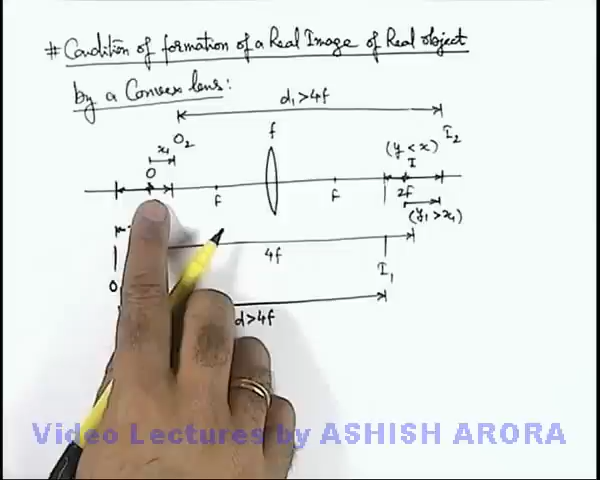 # Condition of formation of a Real Image of Real object
by a Convex lens:
d₁>4f
x₁ O₂ f (y < x) I₂
O I
F F 2f
(y₁ > x₁)
4f
O I₁
d>4f
Video Lectures by ASHISH ARORA